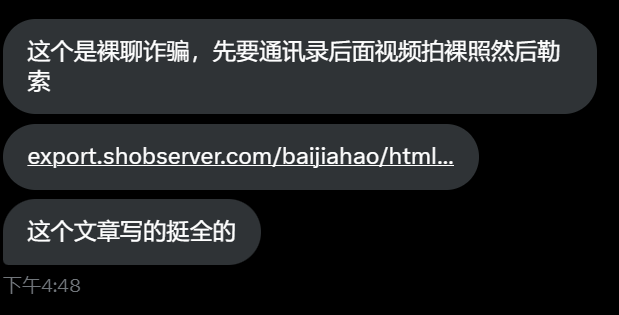 这个是裸聊诈骗，先要通讯录后面视频拍裸照然后勒
索
export.shobserver.com/baijiahao/html...
这个文章写的挺全的
下午4:48